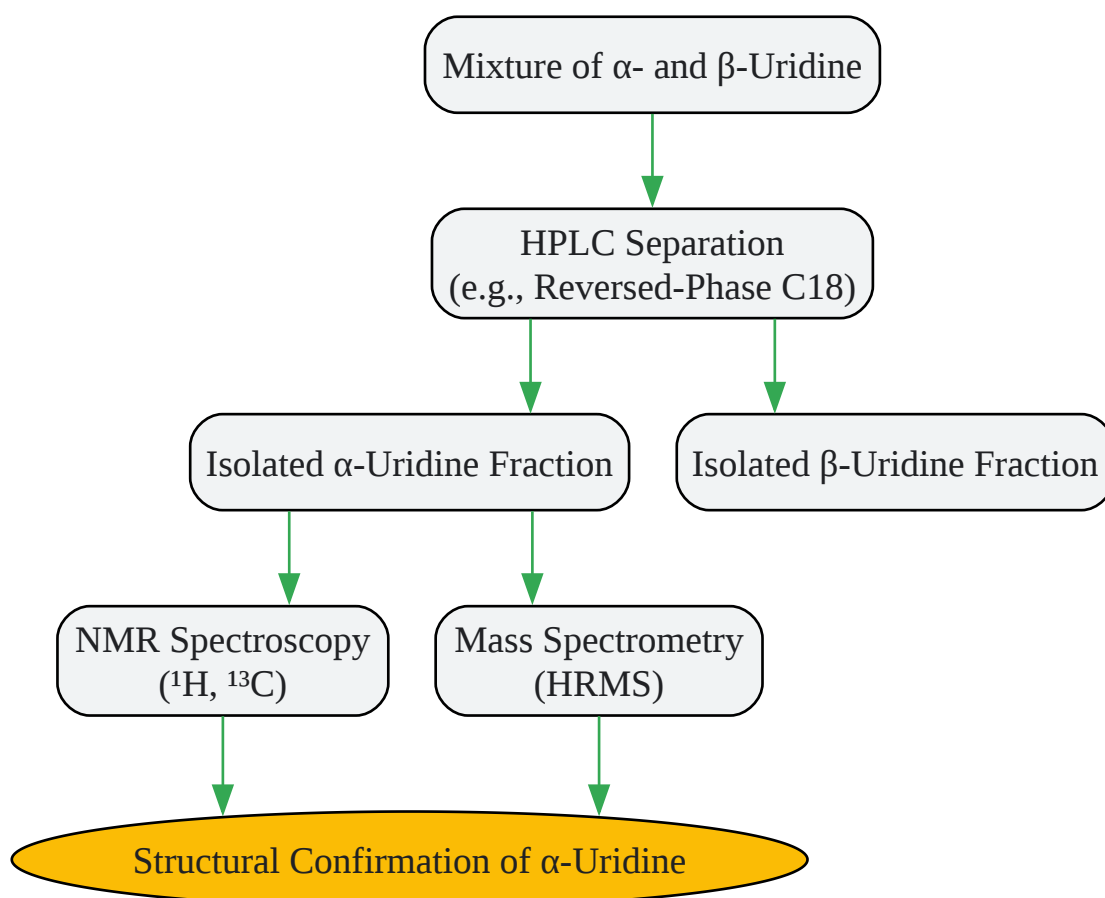 Mixture of α- and β-Uridine
HPLC Separation
(e.g., Reversed-Phase C18)
Isolated α-Uridine Fraction
Isolated β-Uridine Fraction
NMR Spectroscopy
(¹H, ¹³C)
Mass Spectrometry
(HRMS)
Structural Confirmation of α-Uridine